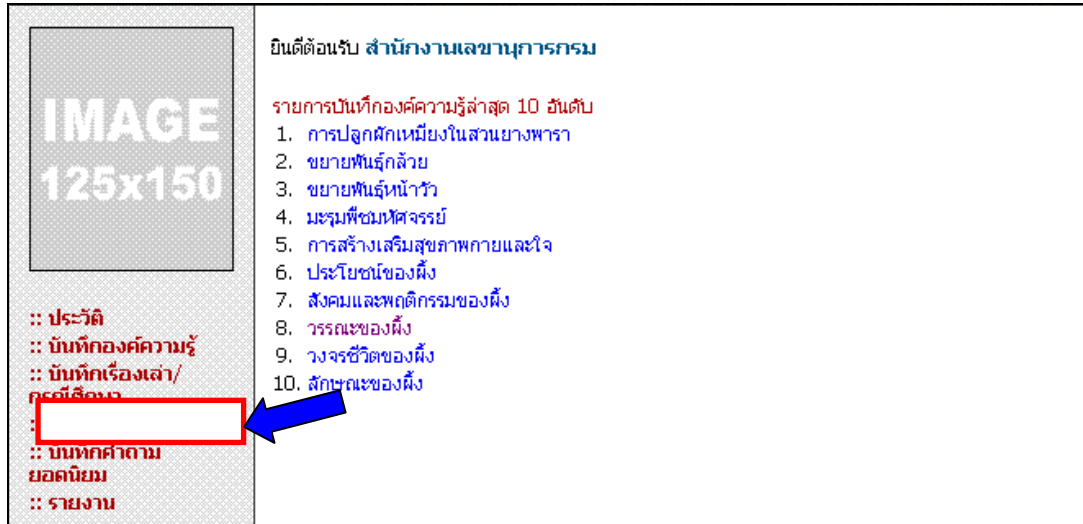 IMAGE
125x150
:: ประวัติ
:: บันทึกองค์ความรู้
:: บันทึกเรื่องเล่า/
กรณีศึกษา
:
:: บันทึกคำถาม
ยอดนิยม
:: รายงาน
ยินดีต้อนรับ สำนักงานเลขานุการกรม
รายการบันทึกองค์ความรู้ล่าสุด 10 อันดับ
1. การปลูกผักเหมียงในสวนยางพารา
2. ขยายพันธุ์กล้วย
3. ขยายพันธุ์หน้าวัว
4. มะรุมพืชมหัศจรรย์
5. การสร้างเสริมสุขภาพกายและใจ
6. ประโยชน์ของผึ้ง
7. สังคมและพฤติกรรมของผึ้ง
8. วรรณะของผึ้ง
9. วงจรชีวิตของผึ้ง
10. ลักษณะของผึ้ง